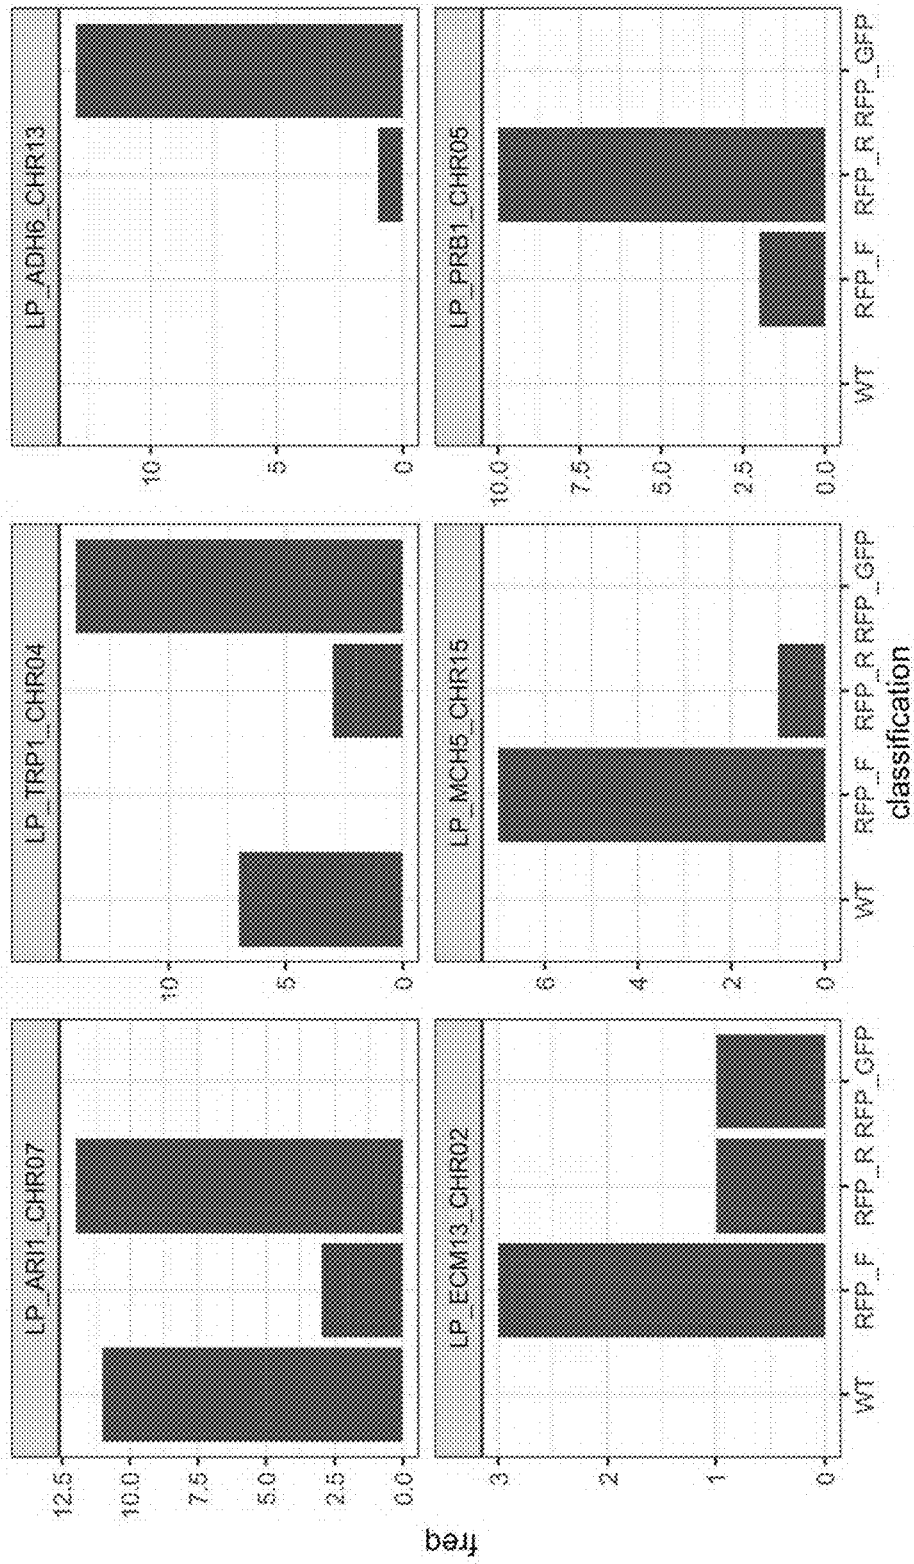 freq
LP_ARI1_CHR07
12.5
10.0
7.5
5.0
2.5
0.0
LP_TRP1_CHR04
10
5
0
LP_ADH6_CHR13
10
5
0
LP_ECM13_CHR02
3
2
1
0
WT RFP_F RFP_R RFP_GFP
LP_MCH5_CHR15
6
4
2
0
WT RFP_F RFP_R RFP_GFP
LP_PRB1_CHR05
10.0
7.5
5.0
2.5
0.0
WT RFP_F RFP_R RFP_GFP
classification